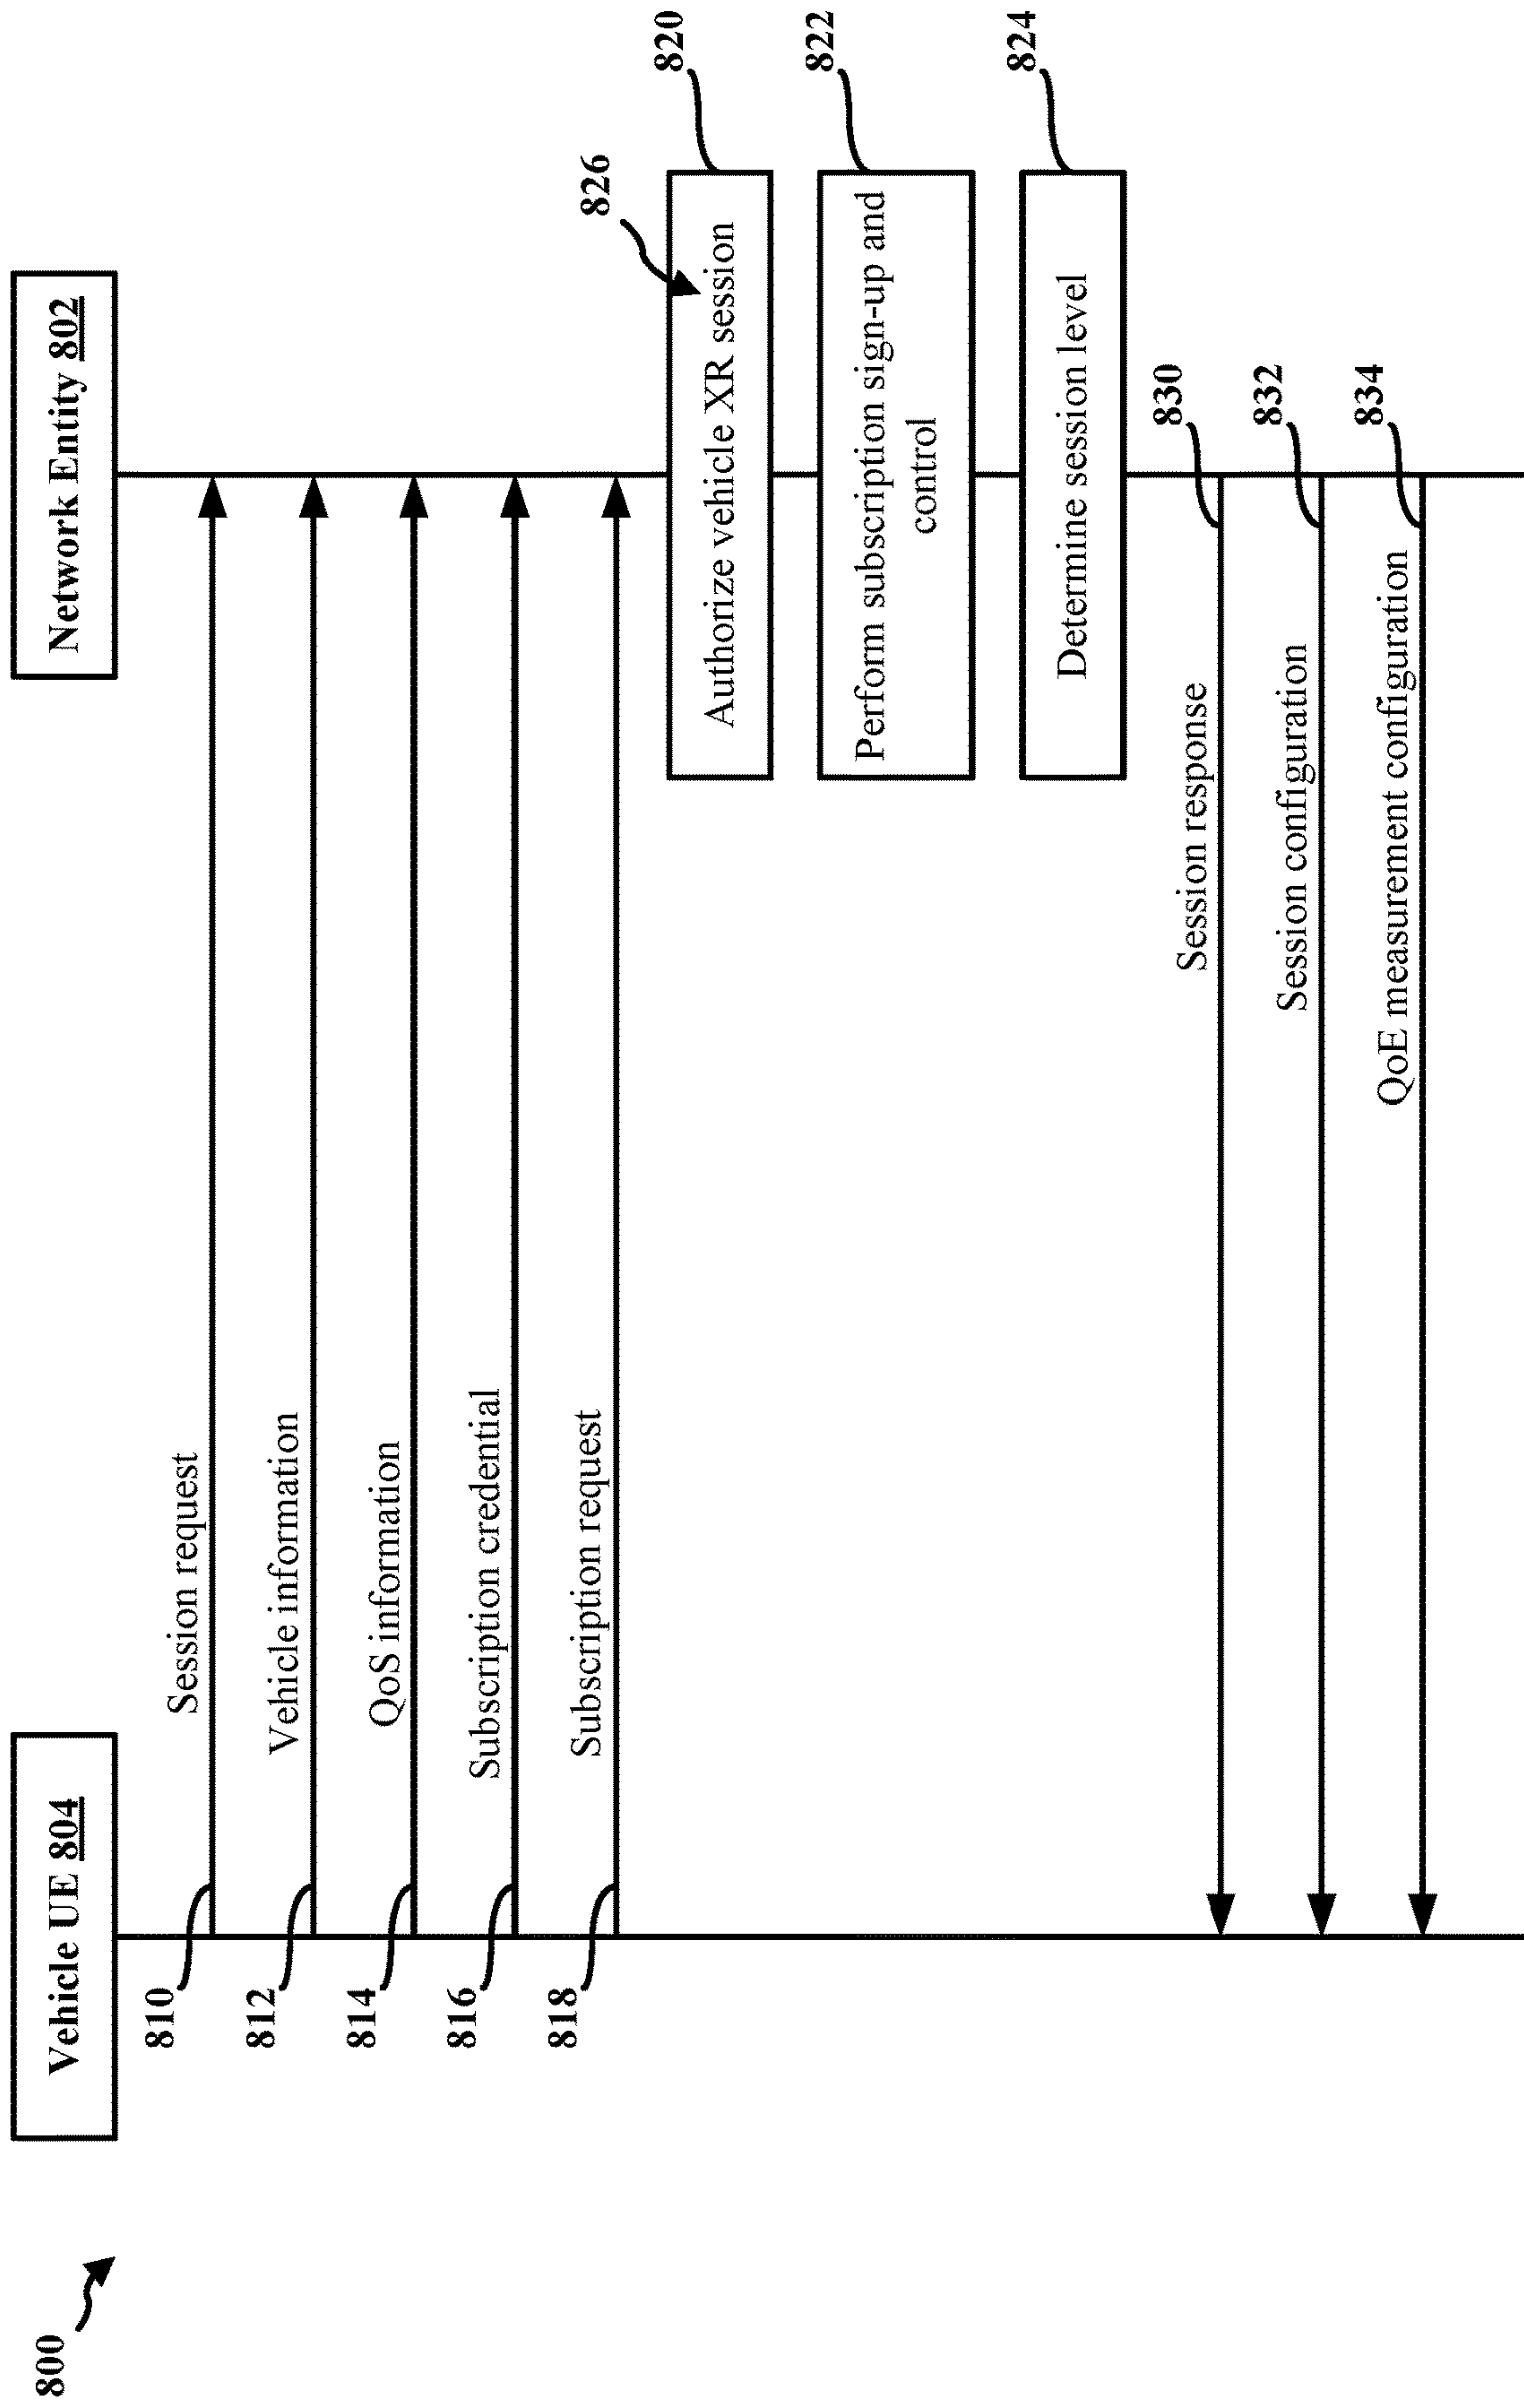 800
Vehicle UE 804
Network Entity 802
810
Session request
812
Vehicle information
814
QoS information
816
Subscription credential
818
Subscription request
826
Authorize vehicle XR session
820
Perform subscription sign-up and
control
822
Determine session level
824
Session response
830
Session configuration
832
QoE measurement configuration
834